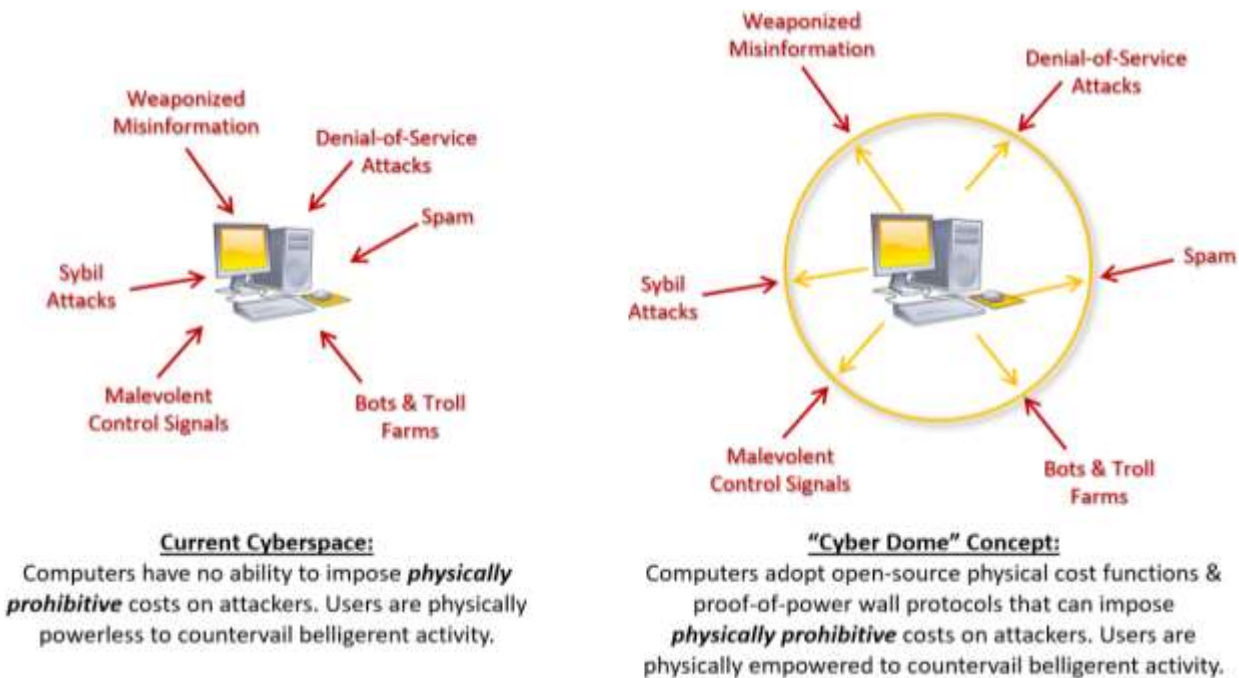 Weaponized
Misinformation
Denial-of-Service
Attacks
Spam
Sybil
Attacks
Malevolent
Control Signals
Bots & Troll
Farms
Current Cyberspace:
Computers have no ability to impose physically
prohibitive costs on attackers. Users are physically
powerless to countervail belligerent activity.
Weaponized
Misinformation
Denial-of-Service
Attacks
Spam
Sybil
Attacks
Malevolent
Control Signals
Bots & Troll
Farms
“Cyber Dome” Concept:
Computers adopt open-source physical cost functions &
proof-of-power wall protocols that can impose
physically prohibitive costs on attackers. Users are
physically empowered to countervail belligerent activity.